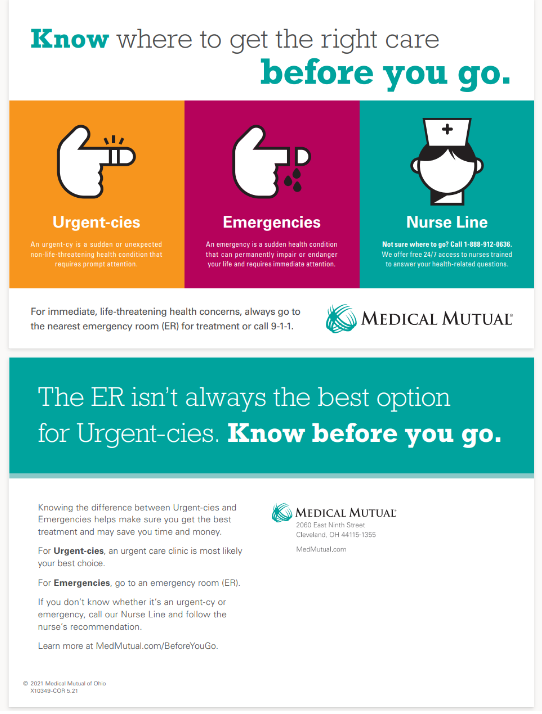 Know where to get the right care
before you go.
Urgent-cies
An urgent-cy is a sudden or unexpected
non-life-threatening health condition that
requires prompt attention.
Emergencies
An emergency is a sudden health condition
that can permanently impair or endanger
your life and requires immediate attention.
Nurse Line
Not sure where to go? Call 1-888-912-0636.
We offer free 24/7 access to nurses trained
to answer your health-related questions.
For immediate, life-threatening health concerns, always go to
the nearest emergency room (ER) for treatment or call 9-1-1.
MEDICAL MUTUAL®
The ER isn't always the best option
for Urgent-cies. Know before you go.
Knowing the difference between Urgent-cies and
Emergencies helps make sure you get the best
treatment and may save you time and money.
For Urgent-cies, an urgent care clinic is most likely
your best choice.
For Emergencies, go to an emergency room (ER).
If you don't know whether it's an urgent-cy or
emergency, call our Nurse Line and follow the
nurse's recommendation.
Learn more at MedMutual.com/BeforeYouGo.
MEDICAL MUTUAL®
2060 East Ninth Street
Cleveland, OH 44115-1355
MedMutual.com
© 2021 Medical Mutual of Ohio
X10349-COR 5.21